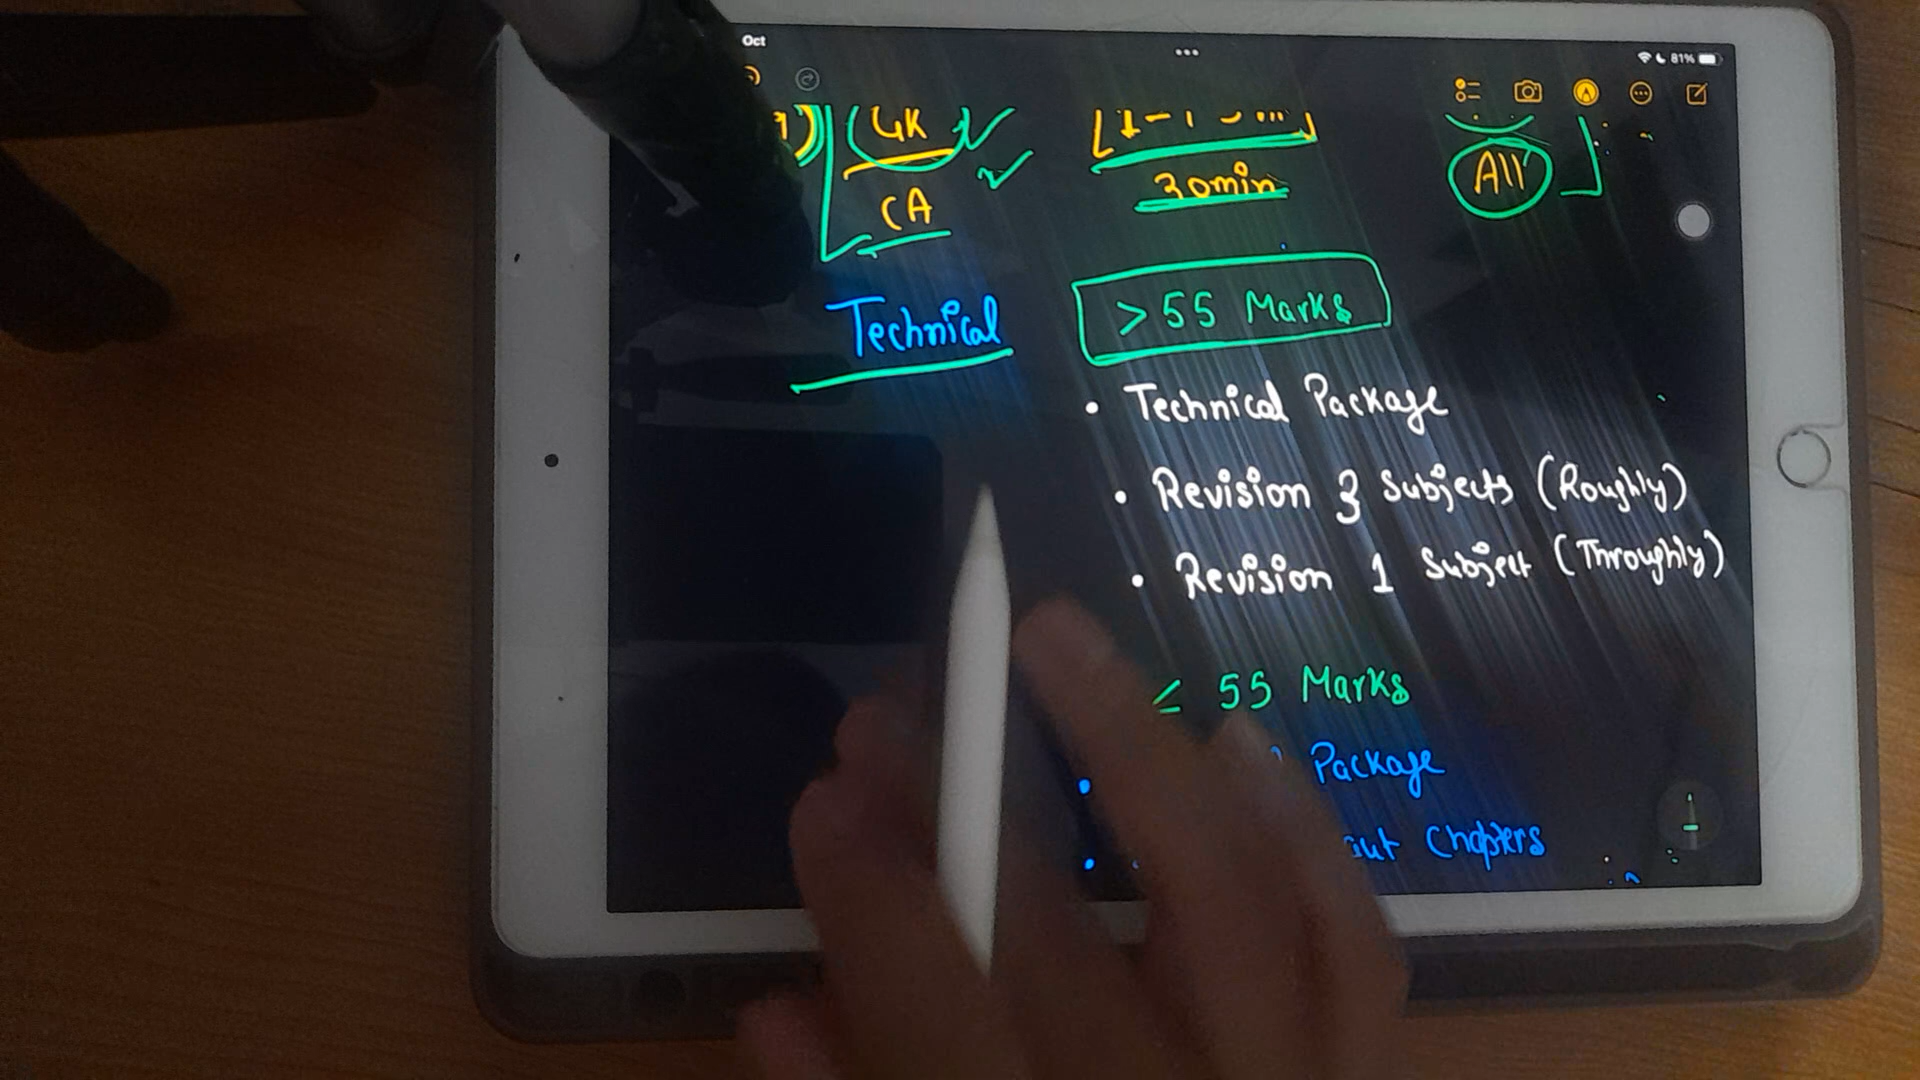 Oct
81%
GK
CA
30min
All
Technical
> 55 Marks
• Technical Package
• Revision 3 Subjects (Roughly)
• Revision 1 Subject (Throughly)
≤ 55 Marks
Package
Chapters